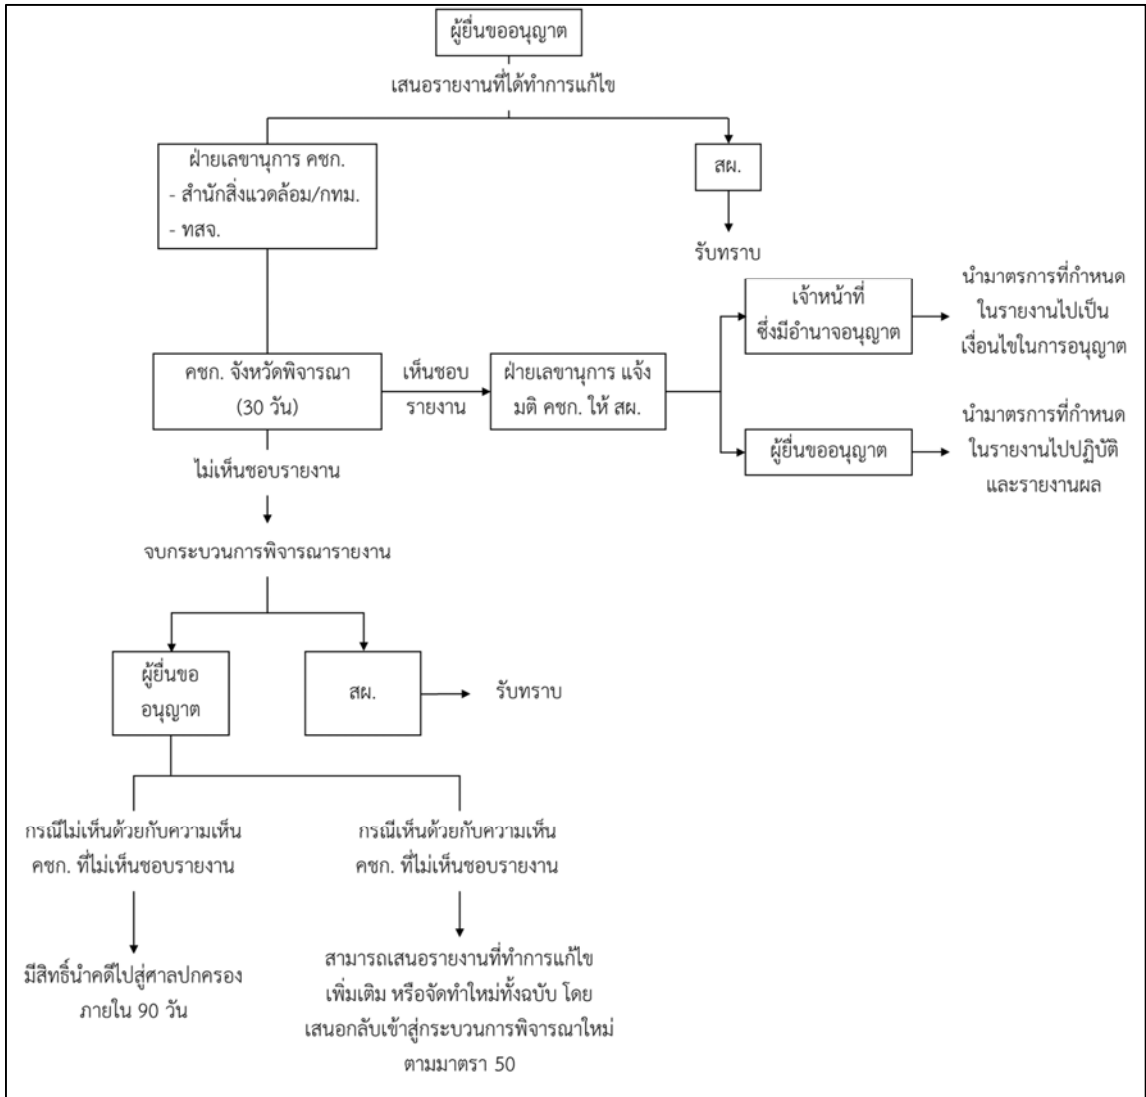 ผู้ยื่นขออนุญาต
เสนอรายงานที่ได้ทำการแก้ไข
ฝ่ายเลขานุการ คชก.
- สำนักสิ่งแวดล้อม/กทม.
- ทสจ.
สผ.
รับทราบ
เจ้าหน้าที่
ซึ่งมีอำนาจอนุญาต
นำมาตรการที่กำหนด
ในรายงานไปเป็น
เงื่อนไขในการอนุญาต
คชก. จังหวัดพิจารณา
(30 วัน)
เห็นชอบ
รายงาน
ฝ่ายเลขานุการ แจ้ง
มติ คชก. ให้ สผ.
ผู้ยื่นขออนุญาต
นำมาตรการที่กำหนด
ในรายงานไปปฏิบัติ
และรายงานผล
ไม่เห็นชอบรายงาน
จบกระบวนการพิจารณารายงาน
ผู้ยื่นขอ
อนุญาต
สผ.
รับทราบ
กรณีไม่เห็นด้วยกับความเห็น
คชก. ที่ไม่เห็นชอบรายงาน
กรณีเห็นด้วยกับความเห็น
คชก. ที่ไม่เห็นชอบรายงาน
มีสิทธิ์นำคดีไปสู่ศาลปกครอง
ภายใน 90 วัน
สามารถเสนอรายงานที่ทำการแก้ไข
เพิ่มเติม หรือจัดทำใหม่ทั้งฉบับ โดย
เสนอกลับเข้าสู่กระบวนการพิจารณาใหม่
ตามมาตรา 50